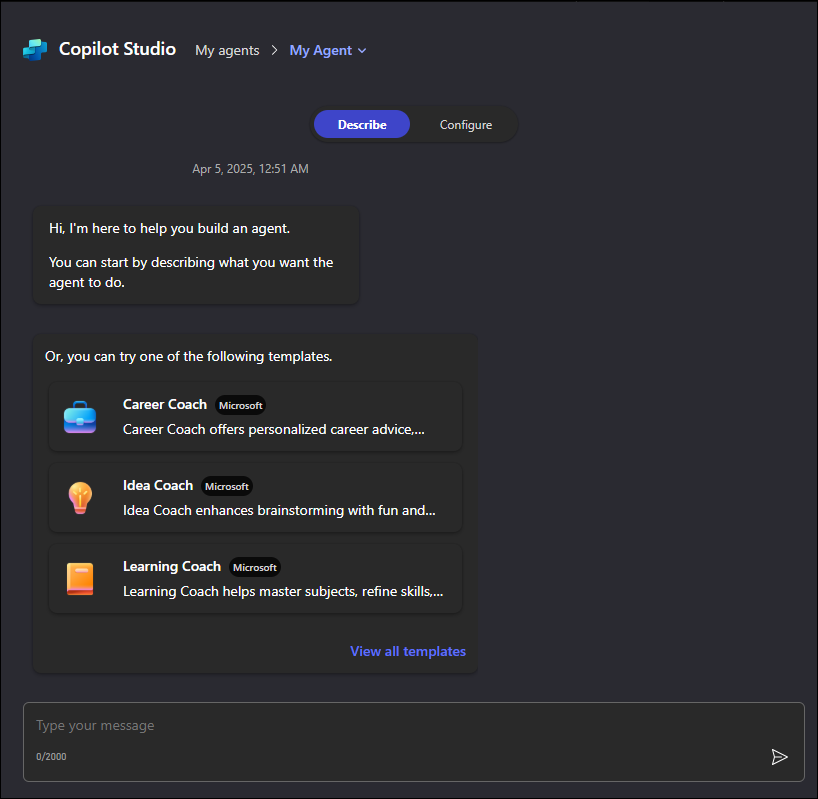 Copilot Studio My agents > My Agent
Describe Configure
Apr 5, 2025, 12:51 AM
Hi, I'm here to help you build an agent.
You can start by describing what you want the
agent to do.
Or, you can try one of the following templates.
Career Coach Microsoft
Career Coach offers personalized career advice,...
Idea Coach Microsoft
Idea Coach enhances brainstorming with fun and...
Learning Coach Microsoft
Learning Coach helps master subjects, refine skills,...
View all templates
Type your message
0/2000